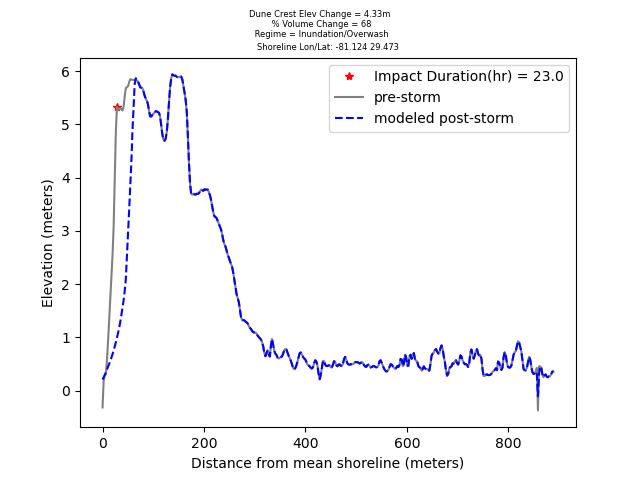 Dune Crest Elev Change = 4.33m
% Volume Change = 68
Regime = Inundation/Overwash
Shoreline Lon/Lat: -81.124 29.473
Impact Duration(hr) = 23.0
pre-storm
modeled post-storm
6
5
4
3
2
1
0
Elevation (meters)
0 200 400 600 800
Distance from mean shoreline (meters)